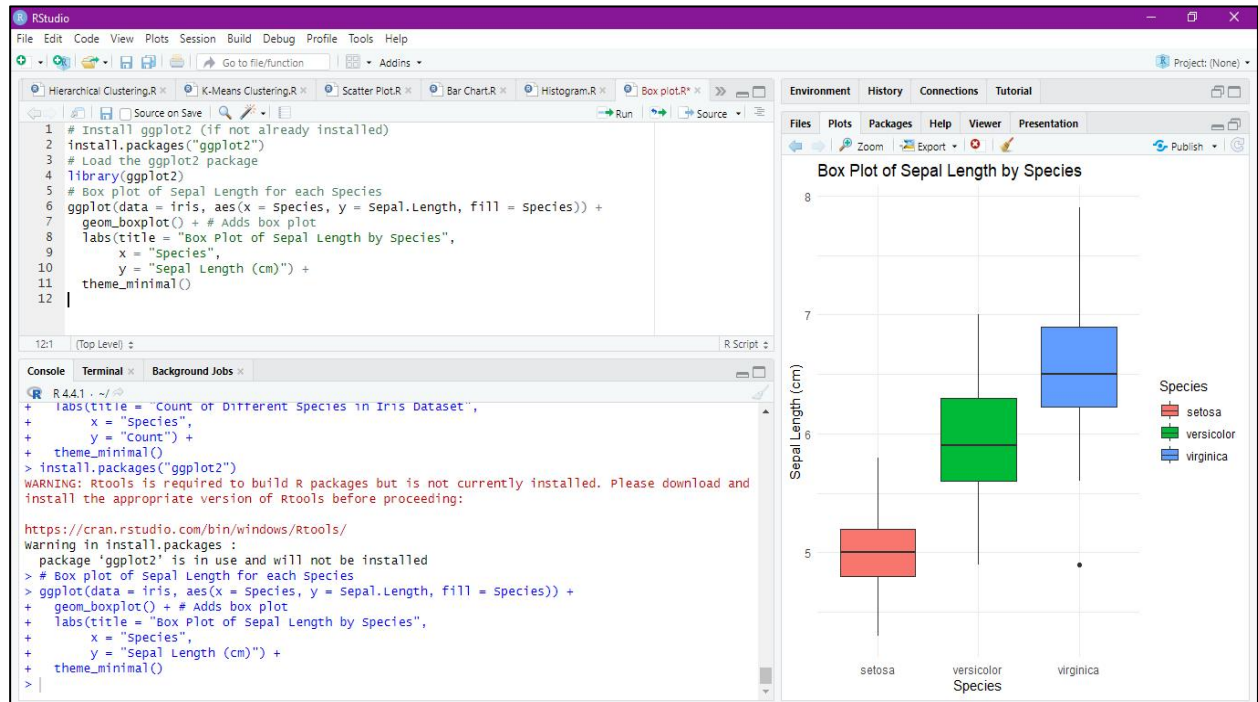 RStudio
File Edit Code View Plots Session Build Debug Profile Tools Help
Go to file/function Addins Project: (None)
Hierarchical Clustering.R K-Means Clustering.R Scatter Plot.R Bar Chart.R Histogram.R Box plot.R*
Source on Save Run Source
1 # Install ggplot2 (if not already installed)
2 install.packages("ggplot2")
3 # Load the ggplot2 package
4 library(ggplot2)
5 # Box plot of Sepal Length for each Species
6 ggplot(data = iris, aes(x = Species, y = Sepal.Length, fill = Species)) +
7 geom_boxplot() + # Adds box plot
8 labs(title = "Box Plot of Sepal Length by Species",
9 x = "Species",
10 y = "Sepal Length (cm)") +
11 theme_minimal()
12
12:1 (Top Level) R Script
Console Terminal Background Jobs
R 4.4.1 · ~/
+ labs(title = "Count of Different Species in Iris Dataset",
+ x = "Species",
+ y = "Count") +
+ theme_minimal()
> install.packages("ggplot2")
WARNING: Rtools is required to build R packages but is not currently installed. Please download and
install the appropriate version of Rtools before proceeding:
https://cran.rstudio.com/bin/windows/Rtools/
Warning in install.packages :
package ‘ggplot2’ is in use and will not be installed
> # Box plot of Sepal Length for each Species
> ggplot(data = iris, aes(x = Species, y = Sepal.Length, fill = Species)) +
+ geom_boxplot() + # Adds box plot
+ labs(title = "Box Plot of Sepal Length by Species",
+ x = "Species",
+ y = "Sepal Length (cm)") +
+ theme_minimal()
>
Environment History Connections Tutorial
Files Plots Packages Help Viewer Presentation
Zoom Export Publish
Box Plot of Sepal Length by Species
8
7
6
5
Sepal Length (cm)
setosa versicolor virginica
Species
Species
setosa
versicolor
virginica